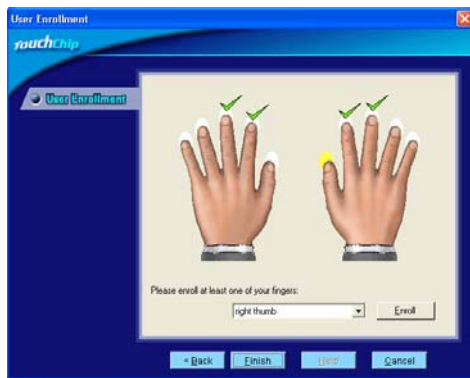 User Enrollment
TouchChip
User Enrollment
Please enroll at least one of your fingers:
right thumb
Enroll
< Back
Finish
Next
Cancel